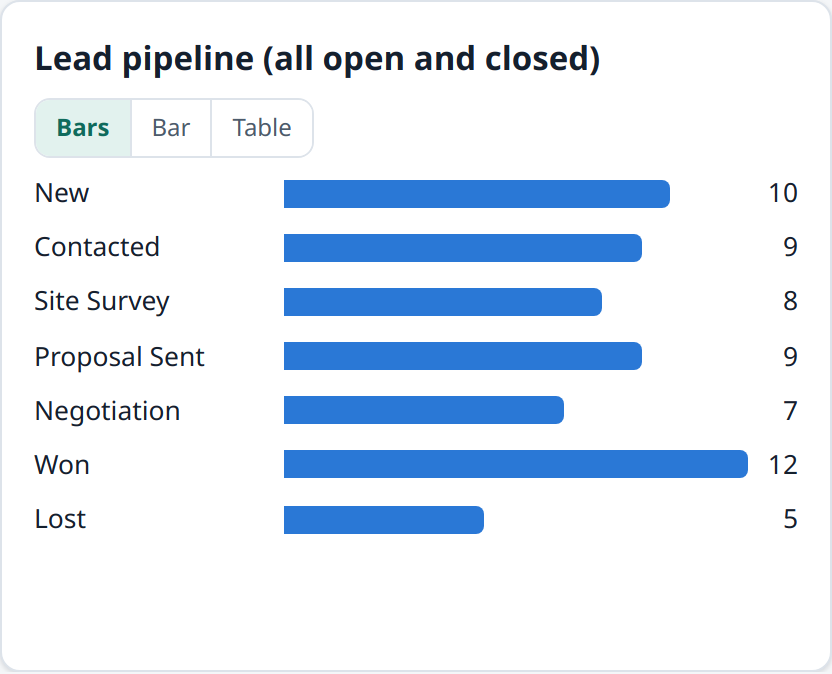 Lead pipeline (all open and closed)
Bars Bar Table
New 10
Contacted 9
Site Survey 8
Proposal Sent 9
Negotiation 7
Won 12
Lost 5